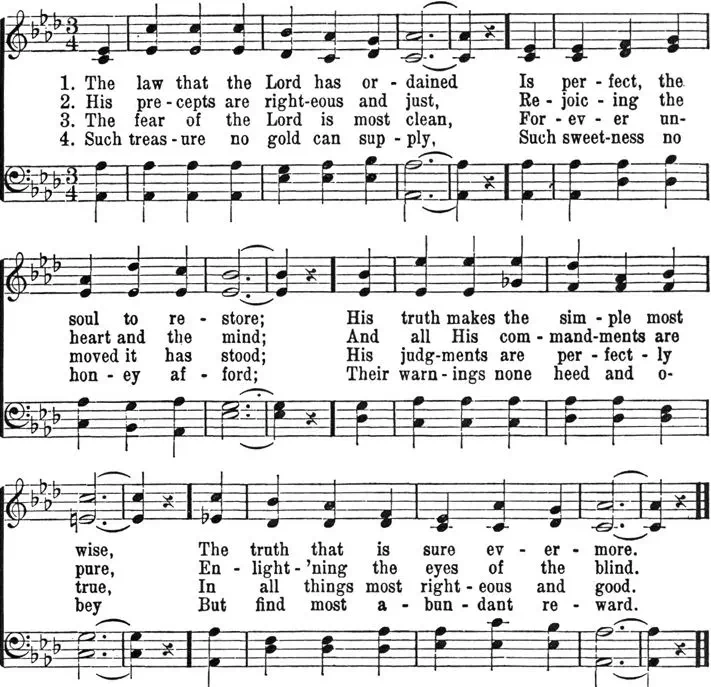 1. The law that the Lord has or - dained Is per - fect, the
2. His pre - cepts are right-eous and just, Re - joic - ing the
3. The fear of the Lord is most clean, For - ev - er un-
4. Such treas - ure no gold can sup - ply, Such sweet-ness no
soul to re - store; His truth makes the sim - ple most
heart and the mind; And all His com - mand-ments are
moved it has stood; His judg-ments are per - fect - ly
hon - ey af - ford; Their warn - ings none heed and o-
wise, The truth that is sure ev - er - more.
pure, En - light-'ning the eyes of the blind.
true, In all things most right - eous and good.
bey But find most a - bun - dant re - ward.